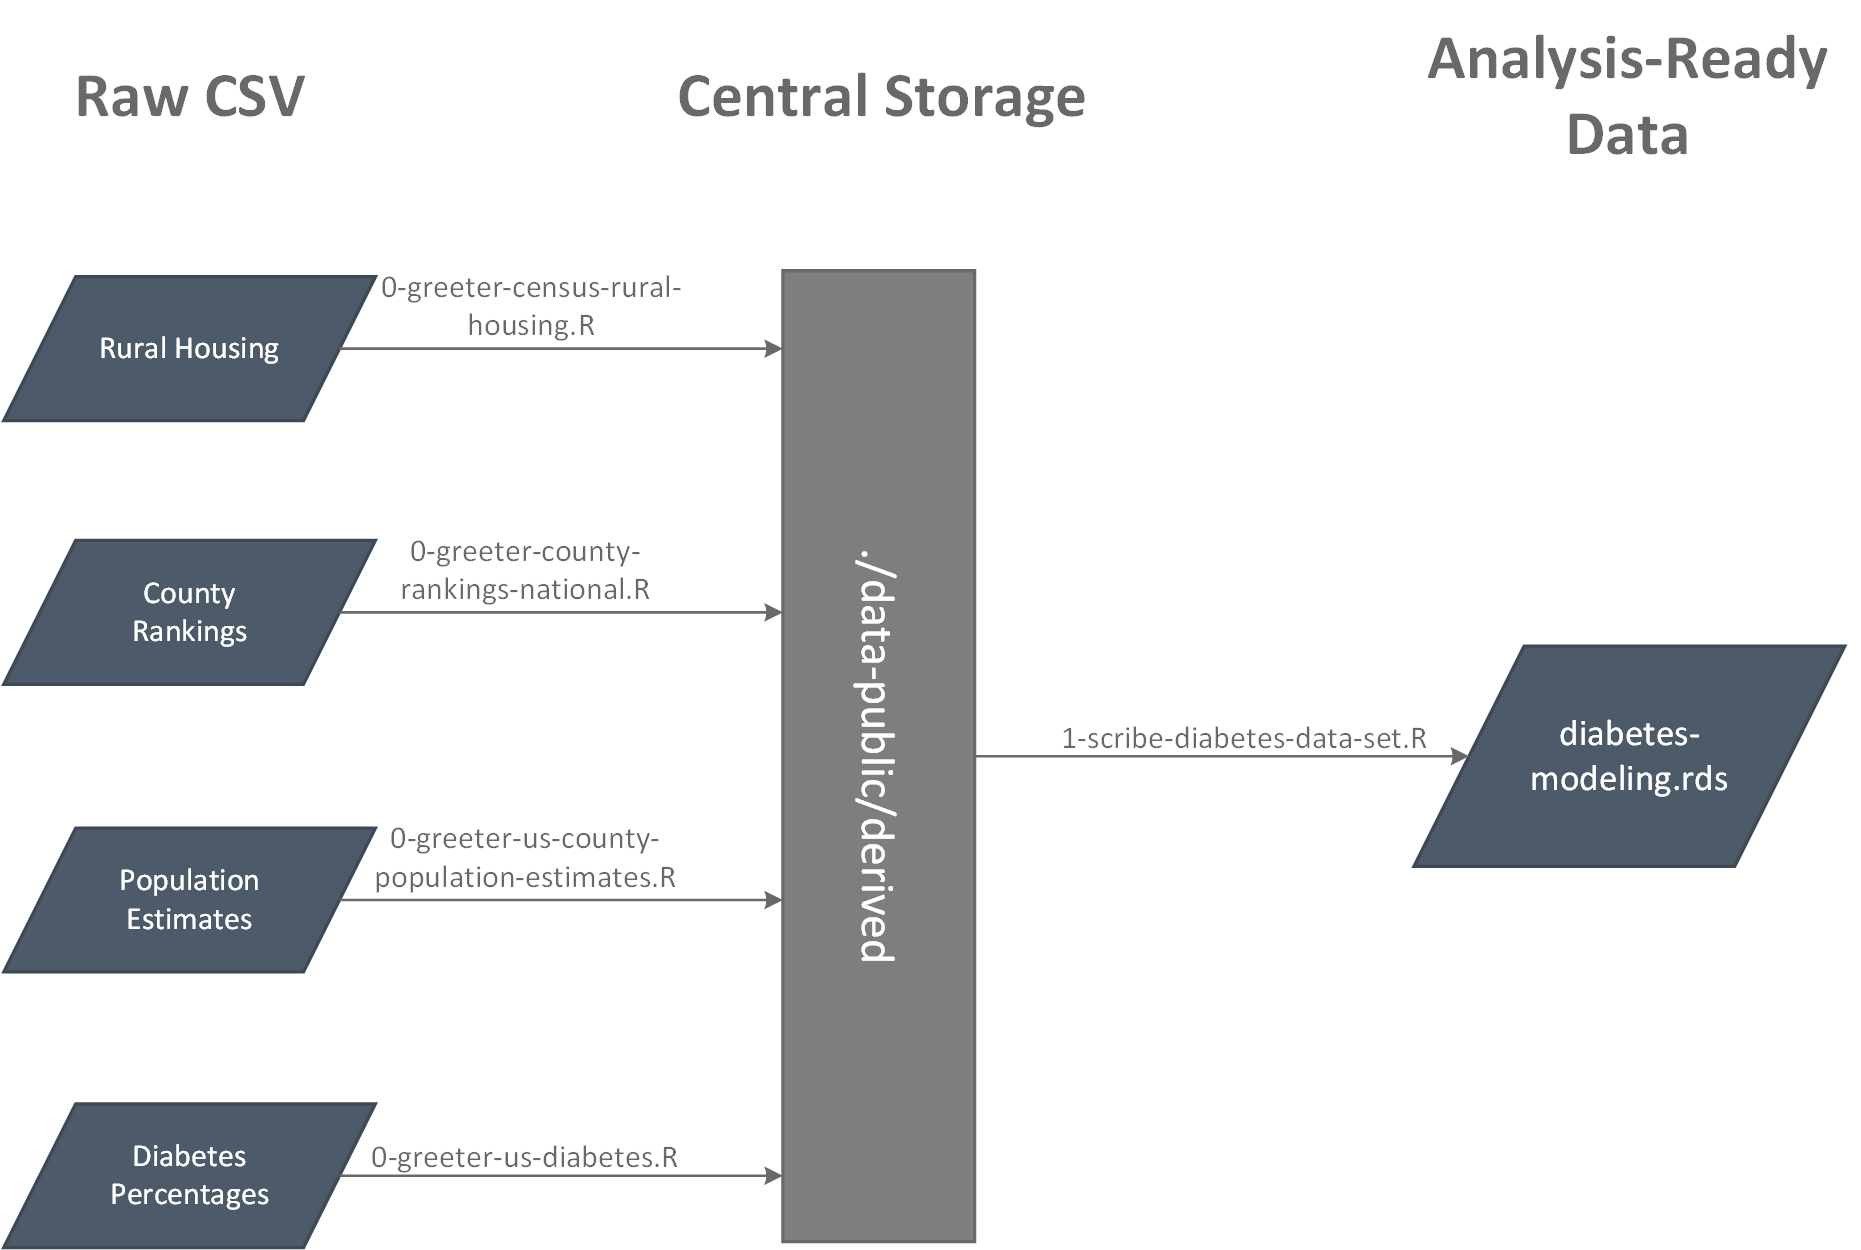 Raw CSV
Central Storage
Analysis-Ready
Data
Rural Housing
0-greeter-census-rural-
housing.R
County
Rankings
0-greeter-county-
rankings-national.R
Population
Estimates
0-greeter-us-county-
population-estimates.R
Diabetes
Percentages
0-greeter-us-diabetes.R
./data-public/derived
1-scribe-diabetes-data-set.R
diabetes-
modeling.rds